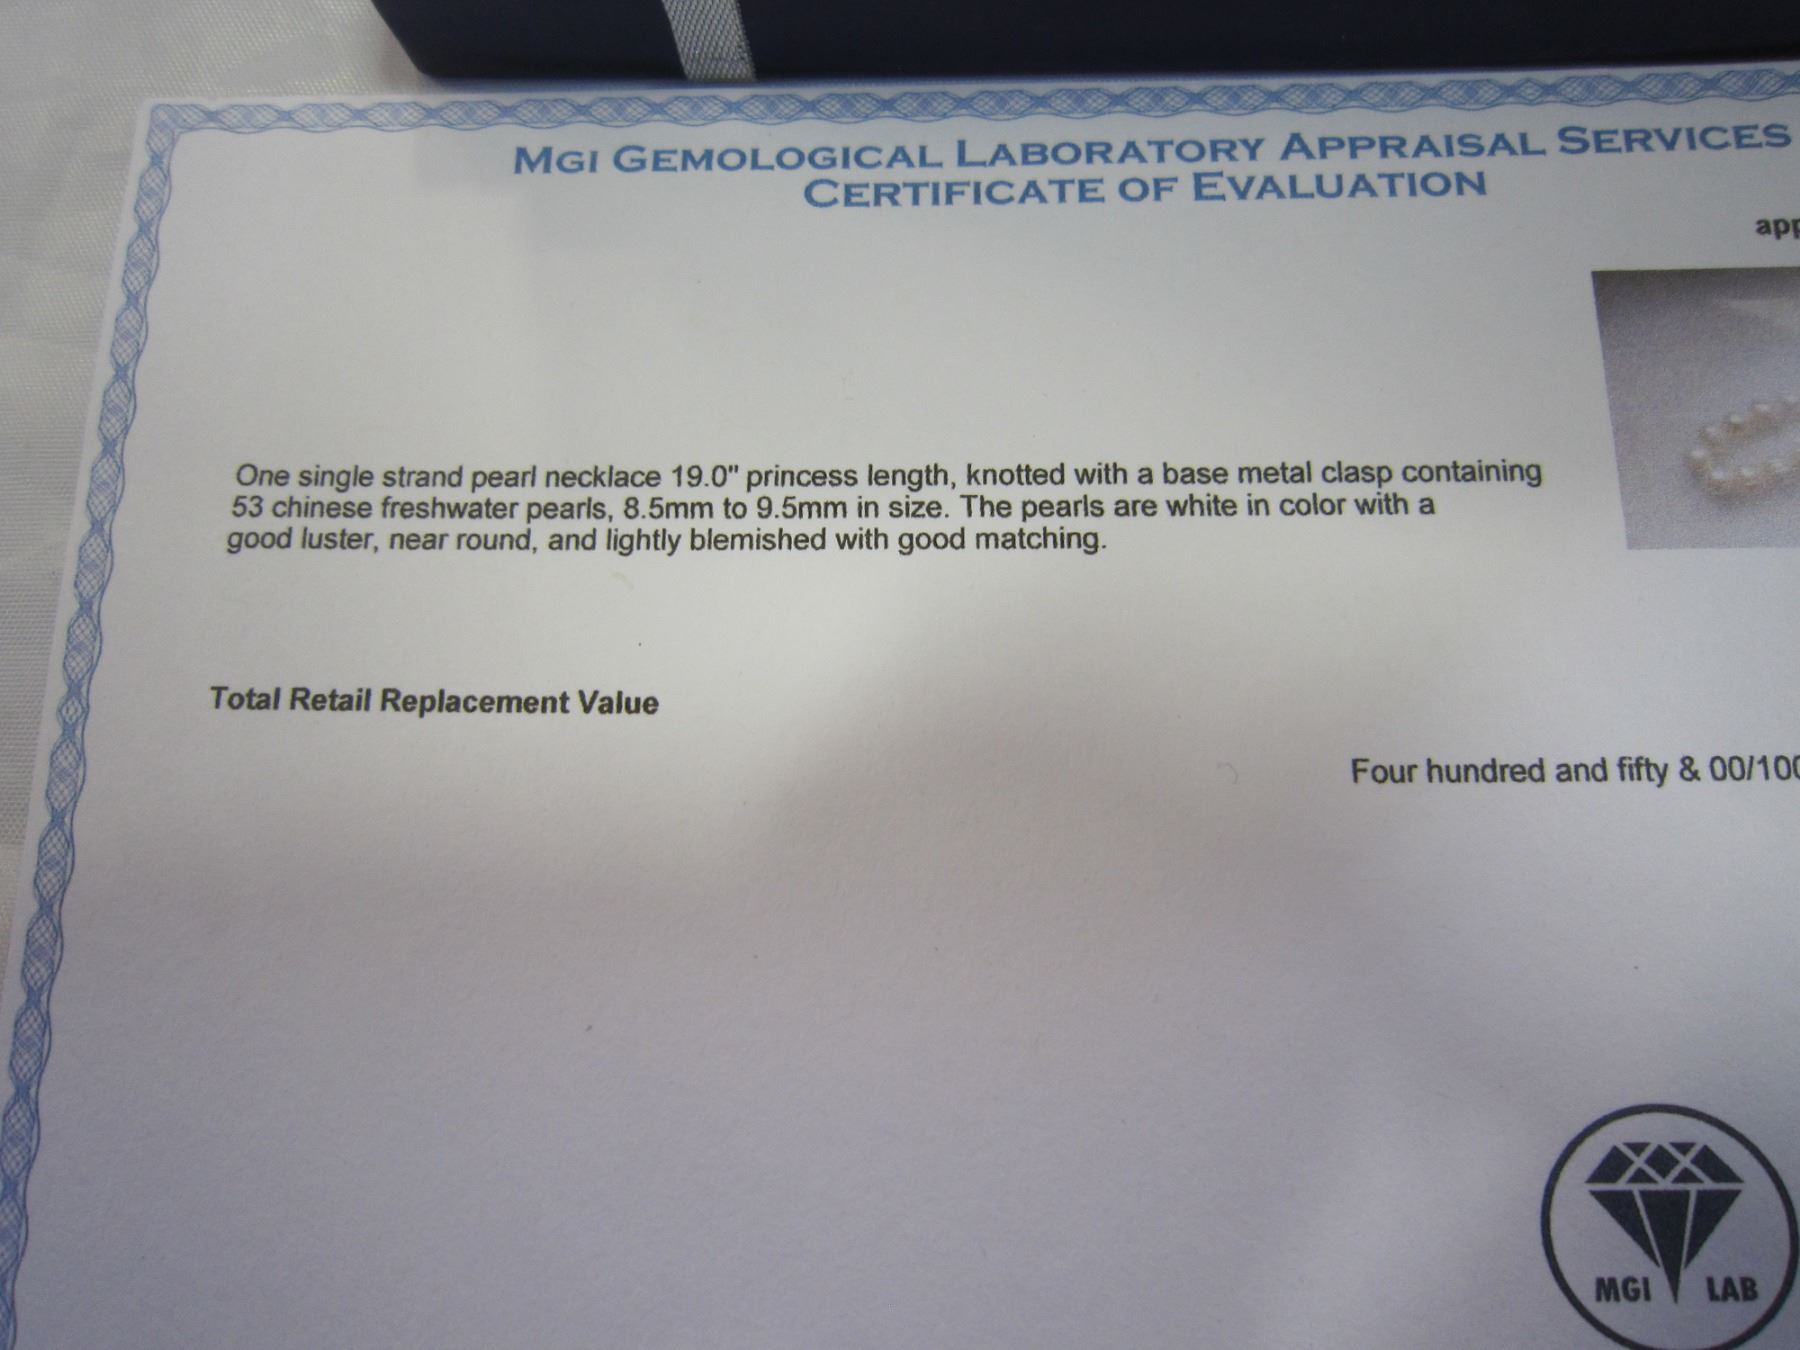 MGI GEMOLOGICAL LABORATORY APPRAISAL SERVICES
CERTIFICATE OF EVALUATION
One single strand pearl necklace 19.0" princess length, knotted with a base metal clasp containing
53 chinese freshwater pearls, 8.5mm to 9.5mm in size. The pearls are white in color with a
good luster, near round, and lightly blemished with good matching.
Total Retail Replacement Value
Four hundred and fifty & 00/100
MGI LAB